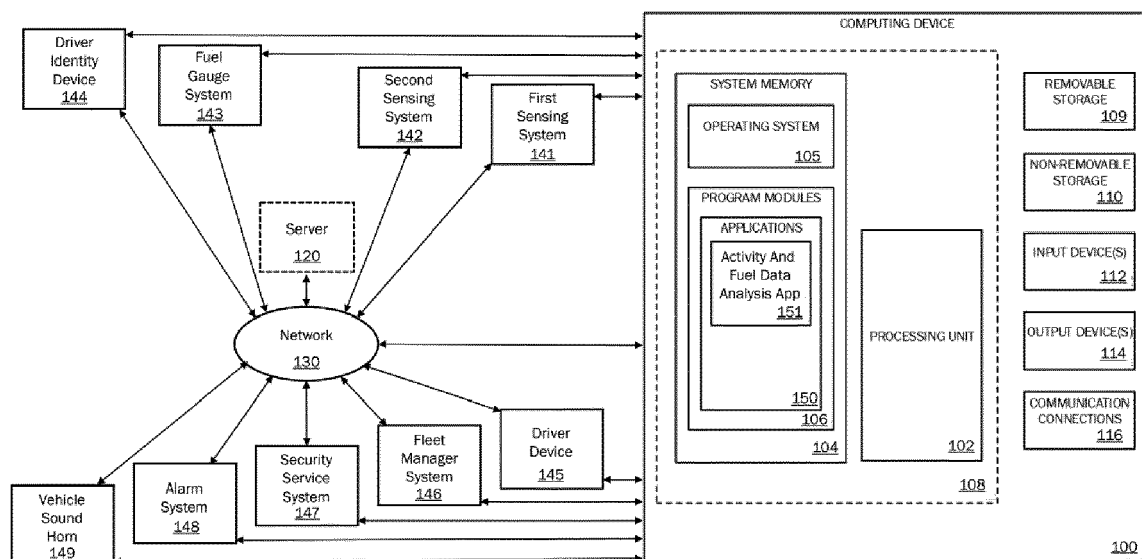 COMPUTING DEVICE
Driver
Identity
Device
144
Fuel
Gauge
System
143
Second
Sensing
System
142
First
Sensing
System
141
Server
120
Network
130
Vehicle
Sound
Horn
149
Alarm
System
148
Security
Service
System
147
Fleet
Manager
System
146
Driver
Device
145
SYSTEM MEMORY
OPERATING SYSTEM
105
PROGRAM MODULES
APPLICATIONS
Activity And
Fuel Data
Analysis App
151
150
106
104
PROCESSING UNIT
102
108
REMOVABLE
STORAGE
109
NON-REMOVABLE
STORAGE
110
INPUT DEVICE(S)
112
OUTPUT DEVICE(S)
114
COMMUNICATION
CONNECTIONS
116
100